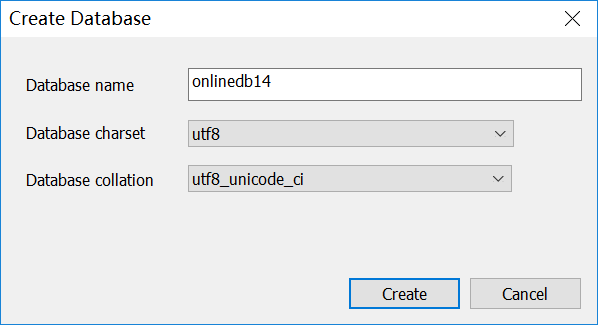 Create Database
Database name onlinedb14
Database charset utf8
Database collation utf8_unicode_ci
Create Cancel